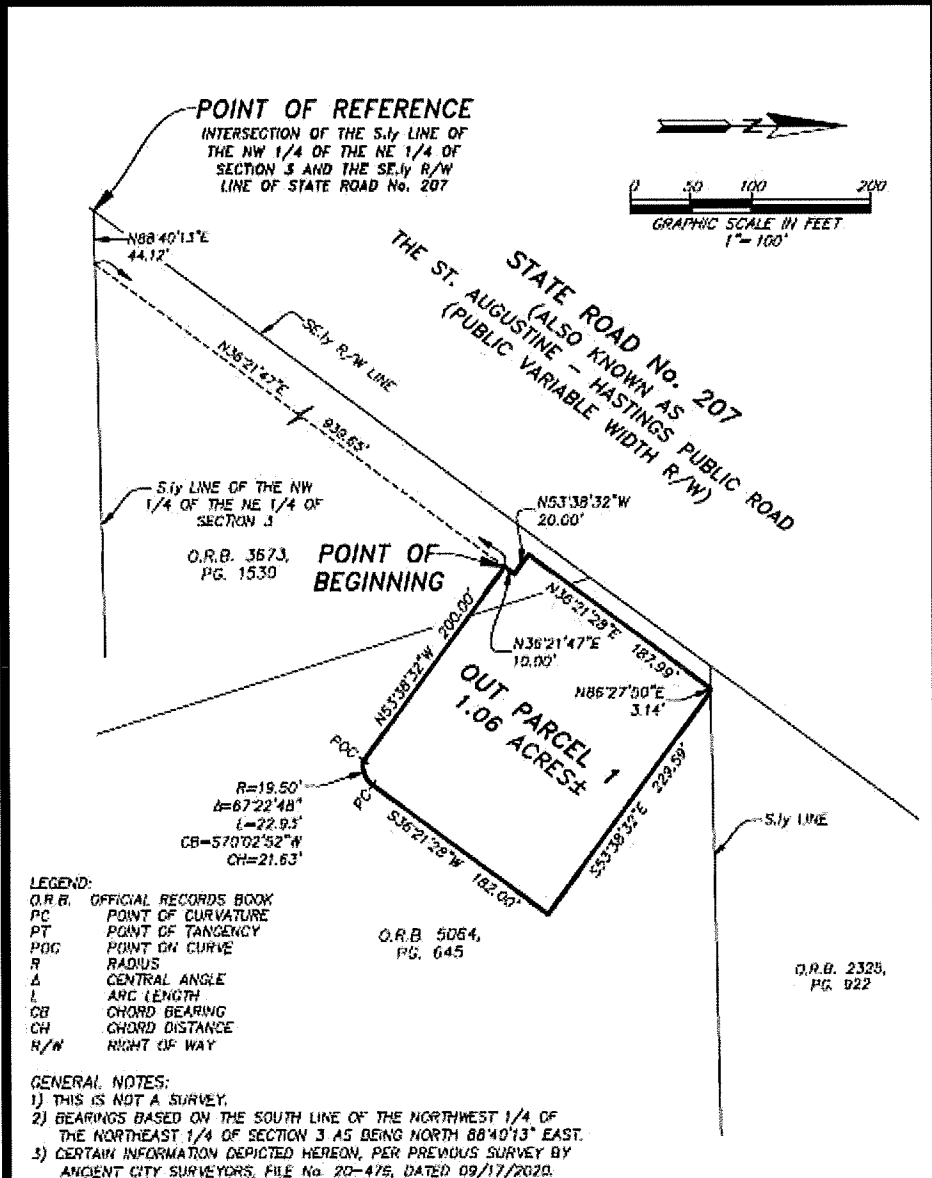 POINT OF REFERENCE
INTERSECTION OF THE S.ly LINE OF
THE NW 1/4 OF THE NE 1/4 OF
SECTION 3 AND THE SE.ly R/W
LINE OF STATE ROAD No. 207
N
0 50 100 200
GRAPHIC SCALE IN FEET
1"= 100'
N88°40'13"E
44.12'
STATE ROAD No. 207
(ALSO KNOWN AS
THE ST. AUGUSTINE - HASTINGS PUBLIC ROAD
(PUBLIC VARIABLE WIDTH R/W)
SE.ly R/W LINE
N36°21'47"E
939.65'
S.ly LINE OF THE NW
1/4 OF THE NE 1/4 OF
SECTION 3
O.R.B. 3673,
PG. 1530
POINT OF
BEGINNING
N53°38'32"W
20.00'
N36°21'28"E 187.99'
N36°21'47"E
10.00'
N53°38'32"W 200.00'
N86°27'00"E
3.14'
OUT PARCEL 1
1.06 ACRES±
POC
PC
R=19.50'
Δ=67°22'48"
L=22.93'
CB=S70°02'52"W
CH=21.63'
S36°21'28"W 182.00'
S53°38'32"E 229.59'
S.ly LINE
O.R.B. 5064,
PG. 645
O.R.B. 2325,
PG. 922
LEGEND:
O.R.B. OFFICIAL RECORDS BOOK
PC POINT OF CURVATURE
PT POINT OF TANGENCY
POC POINT ON CURVE
R RADIUS
Δ CENTRAL ANGLE
L ARC LENGTH
CB CHORD BEARING
CH CHORD DISTANCE
R/W RIGHT OF WAY
GENERAL NOTES:
1) THIS IS NOT A SURVEY.
2) BEARINGS BASED ON THE SOUTH LINE OF THE NORTHWEST 1/4 OF
THE NORTHEAST 1/4 OF SECTION 3 AS BEING NORTH 88°40'13" EAST.
3) CERTAIN INFORMATION DEPICTED HEREON, PER PREVIOUS SURVEY BY
ANCIENT CITY SURVEYORS, FILE No. 20-476, DATED 09/17/2020.